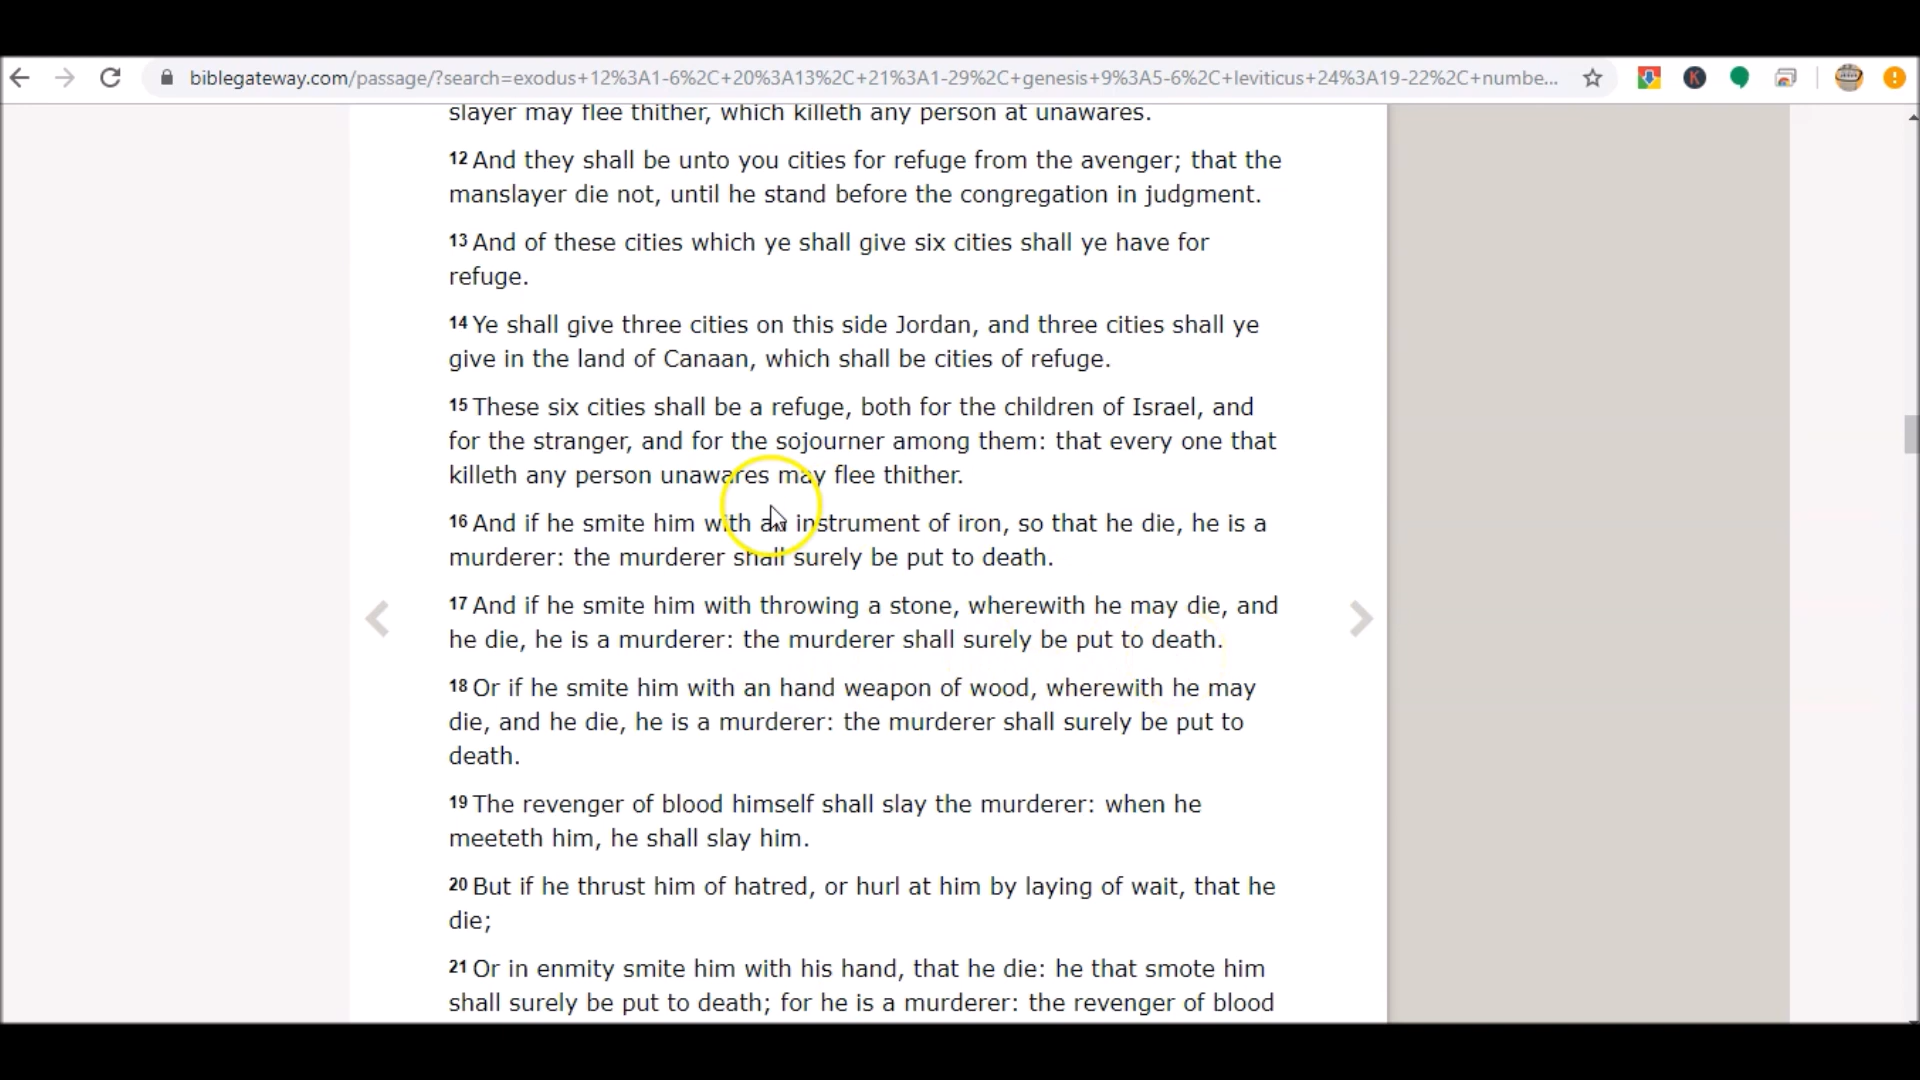 biblegateway.com/passage/?search=exodus+12%3A1-6%2C+20%3A13%2C+21%3A1-29%2C+genesis+9%3A5-6%2C+leviticus+24%3A19-22%2C+numbe...
slayer may flee thither, which killeth any person at unawares.
12 And they shall be unto you cities for refuge from the avenger; that the
manslayer die not, until he stand before the congregation in judgment.
13 And of these cities which ye shall give six cities shall ye have for
refuge.
14 Ye shall give three cities on this side Jordan, and three cities shall ye
give in the land of Canaan, which shall be cities of refuge.
15 These six cities shall be a refuge, both for the children of Israel, and
for the stranger, and for the sojourner among them: that every one that
killeth any person unawares may flee thither.
16 And if he smite him with an instrument of iron, so that he die, he is a
murderer: the murderer shall surely be put to death.
17 And if he smite him with throwing a stone, wherewith he may die, and
he die, he is a murderer: the murderer shall surely be put to death.
18 Or if he smite him with an hand weapon of wood, wherewith he may
die, and he die, he is a murderer: the murderer shall surely be put to
death.
19 The revenger of blood himself shall slay the murderer: when he
meeteth him, he shall slay him.
20 But if he thrust him of hatred, or hurl at him by laying of wait, that he
die;
21 Or in enmity smite him with his hand, that he die: he that smote him
shall surely be put to death; for he is a murderer: the revenger of blood